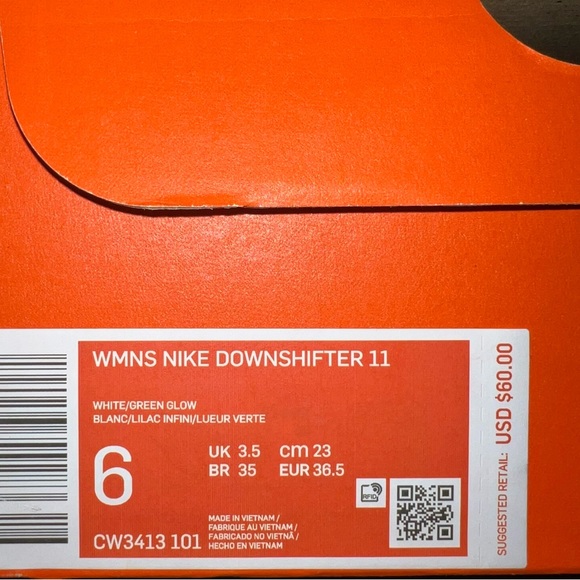 WMNS NIKE DOWNSHIFTER 11
WHITE/GREEN GLOW
BLANC/LILAC INFINI/LUEUR VERTE
6
UK 3.5 cm 23
BR 35 EUR 36.5
RFID
CW3413 101
MADE IN VIETNAM /
FABRIQUE AU VIETNAM /
FABRICADO NO VIETNÃ /
HECHO EN VIETNAM
SUGGESTED RETAIL: USD $60.00